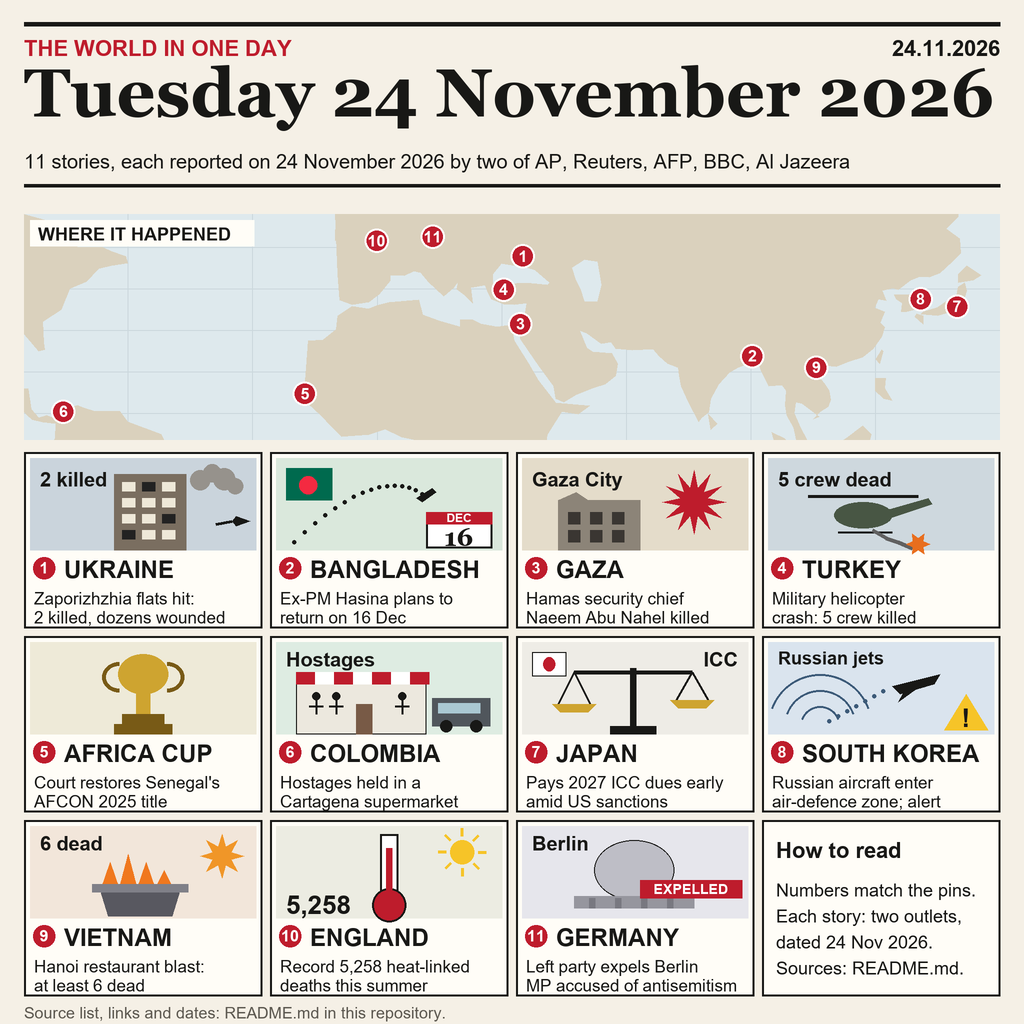 THE WORLD IN ONE DAY
24.11.2026
Tuesday 24 November 2026
11 stories, each reported on 24 November 2026 by two of AP, Reuters, AFP, BBC, Al Jazeera
WHERE IT HAPPENED
10
11
1
4
3
8
7
2
9
5
6
2 killed
1 UKRAINE
Zaporizhzhia flats hit:
2 killed, dozens wounded
DEC
16
2 BANGLADESH
Ex-PM Hasina plans to
return on 16 Dec
Gaza City
3 GAZA
Hamas security chief
Naeem Abu Nahel killed
5 crew dead
4 TURKEY
Military helicopter
crash: 5 crew killed
5 AFRICA CUP
Court restores Senegal's
AFCON 2025 title
Hostages
6 COLOMBIA
Hostages held in a
Cartagena supermarket
ICC
7 JAPAN
Pays 2027 ICC dues early
amid US sanctions
Russian jets
!
8 SOUTH KOREA
Russian aircraft enter
air-defence zone; alert
6 dead
9 VIETNAM
Hanoi restaurant blast:
at least 6 dead
5,258
10 ENGLAND
Record 5,258 heat-linked
deaths this summer
Berlin
EXPELLED
11 GERMANY
Left party expels Berlin
MP accused of antisemitism
How to read
Numbers match the pins.
Each story: two outlets,
dated 24 Nov 2026.
Sources: README.md.
Source list, links and dates: README.md in this repository.